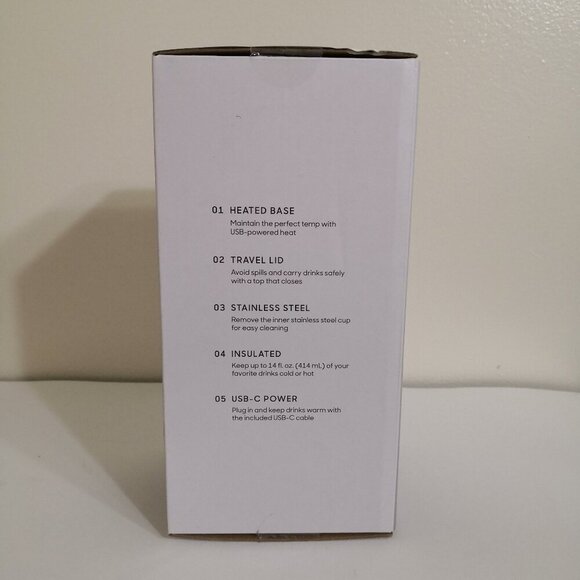 01 HEATED BASE
Maintain the perfect temp with
USB-powered heat
02 TRAVEL LID
Avoid spills and carry drinks safely
with a top that closes
03 STAINLESS STEEL
Remove the inner stainless steel cup
for easy cleaning
04 INSULATED
Keep up to 14 fl. oz. (414 mL) of your
favorite drinks cold or hot
05 USB-C POWER
Plug in and keep drinks warm with
the included USB-C cable